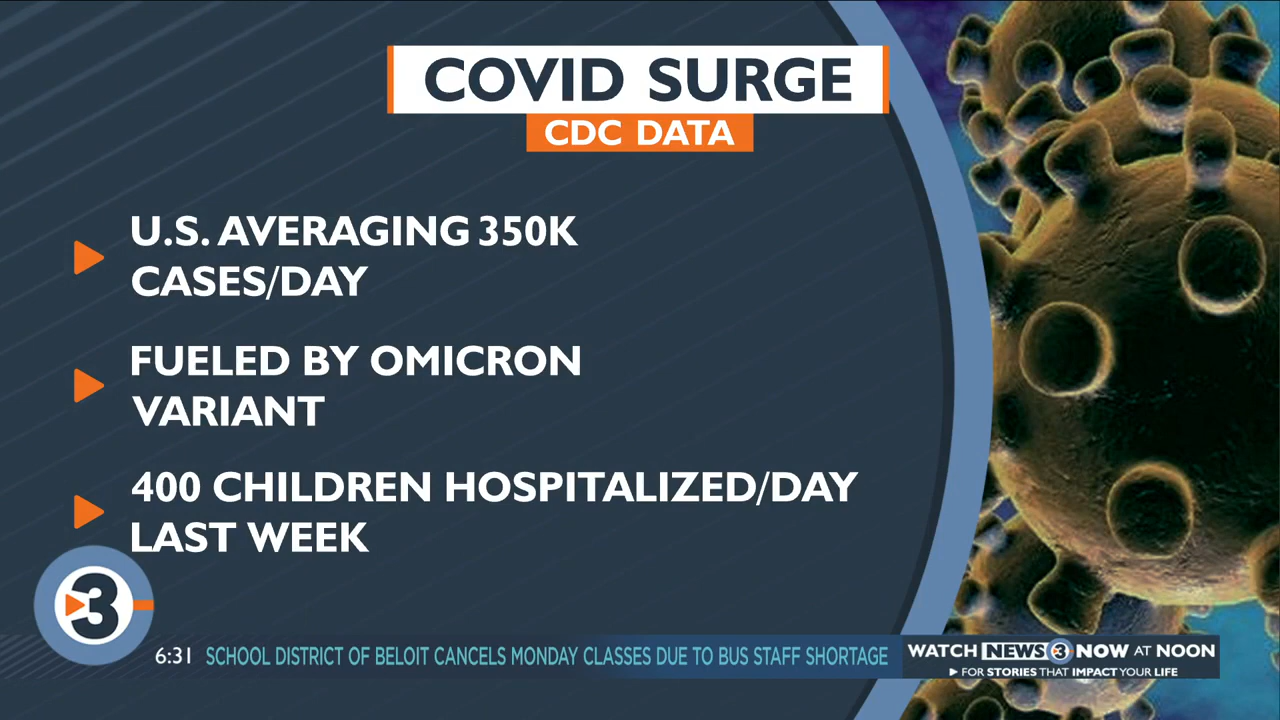 COVID SURGE
CDC DATA
U.S. AVERAGING 350K
CASES/DAY
FUELED BY OMICRON
VARIANT
400 CHILDREN HOSPITALIZED/DAY
LAST WEEK
3
6:31 SCHOOL DISTRICT OF BELOIT CANCELS MONDAY CLASSES DUE TO BUS STAFF SHORTAGE
WATCH NEWS 3 NOW AT NOON
FOR STORIES THAT IMPACT YOUR LIFE